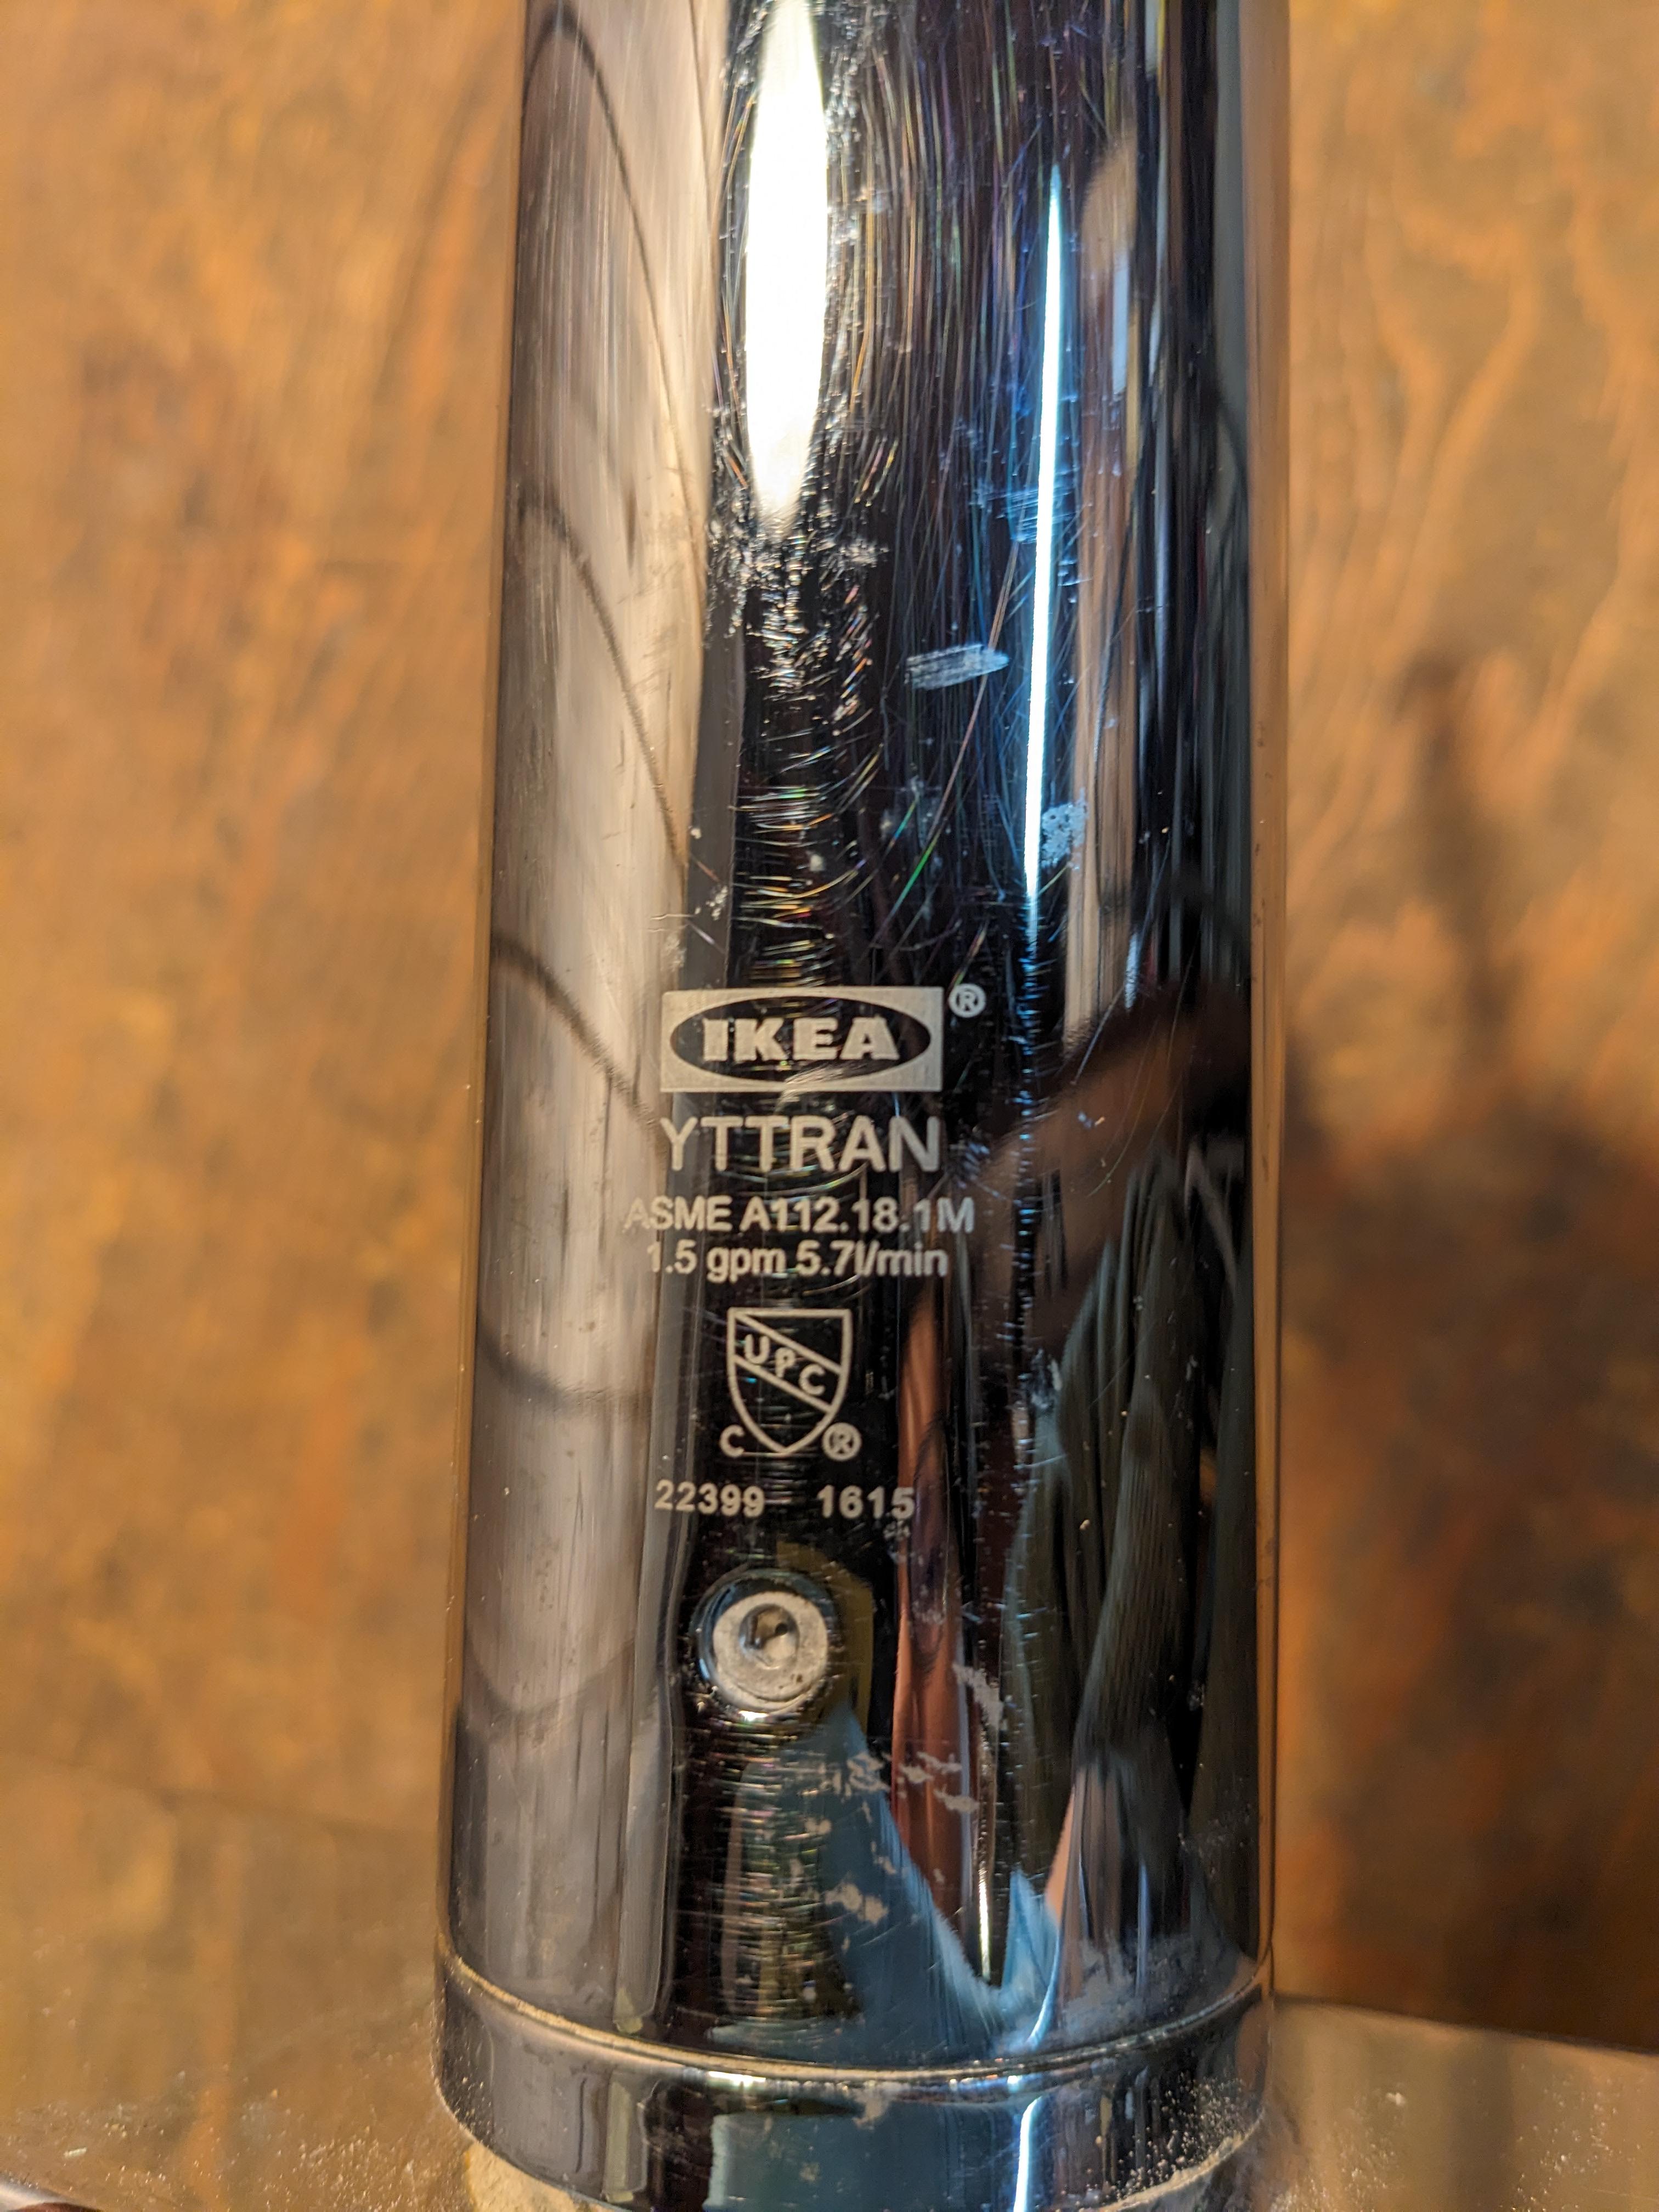 IKEA®
YTTRAN
ASME A112.18.1M
1.5 gpm 5.7l/min
UPC
C ®
22399 1615